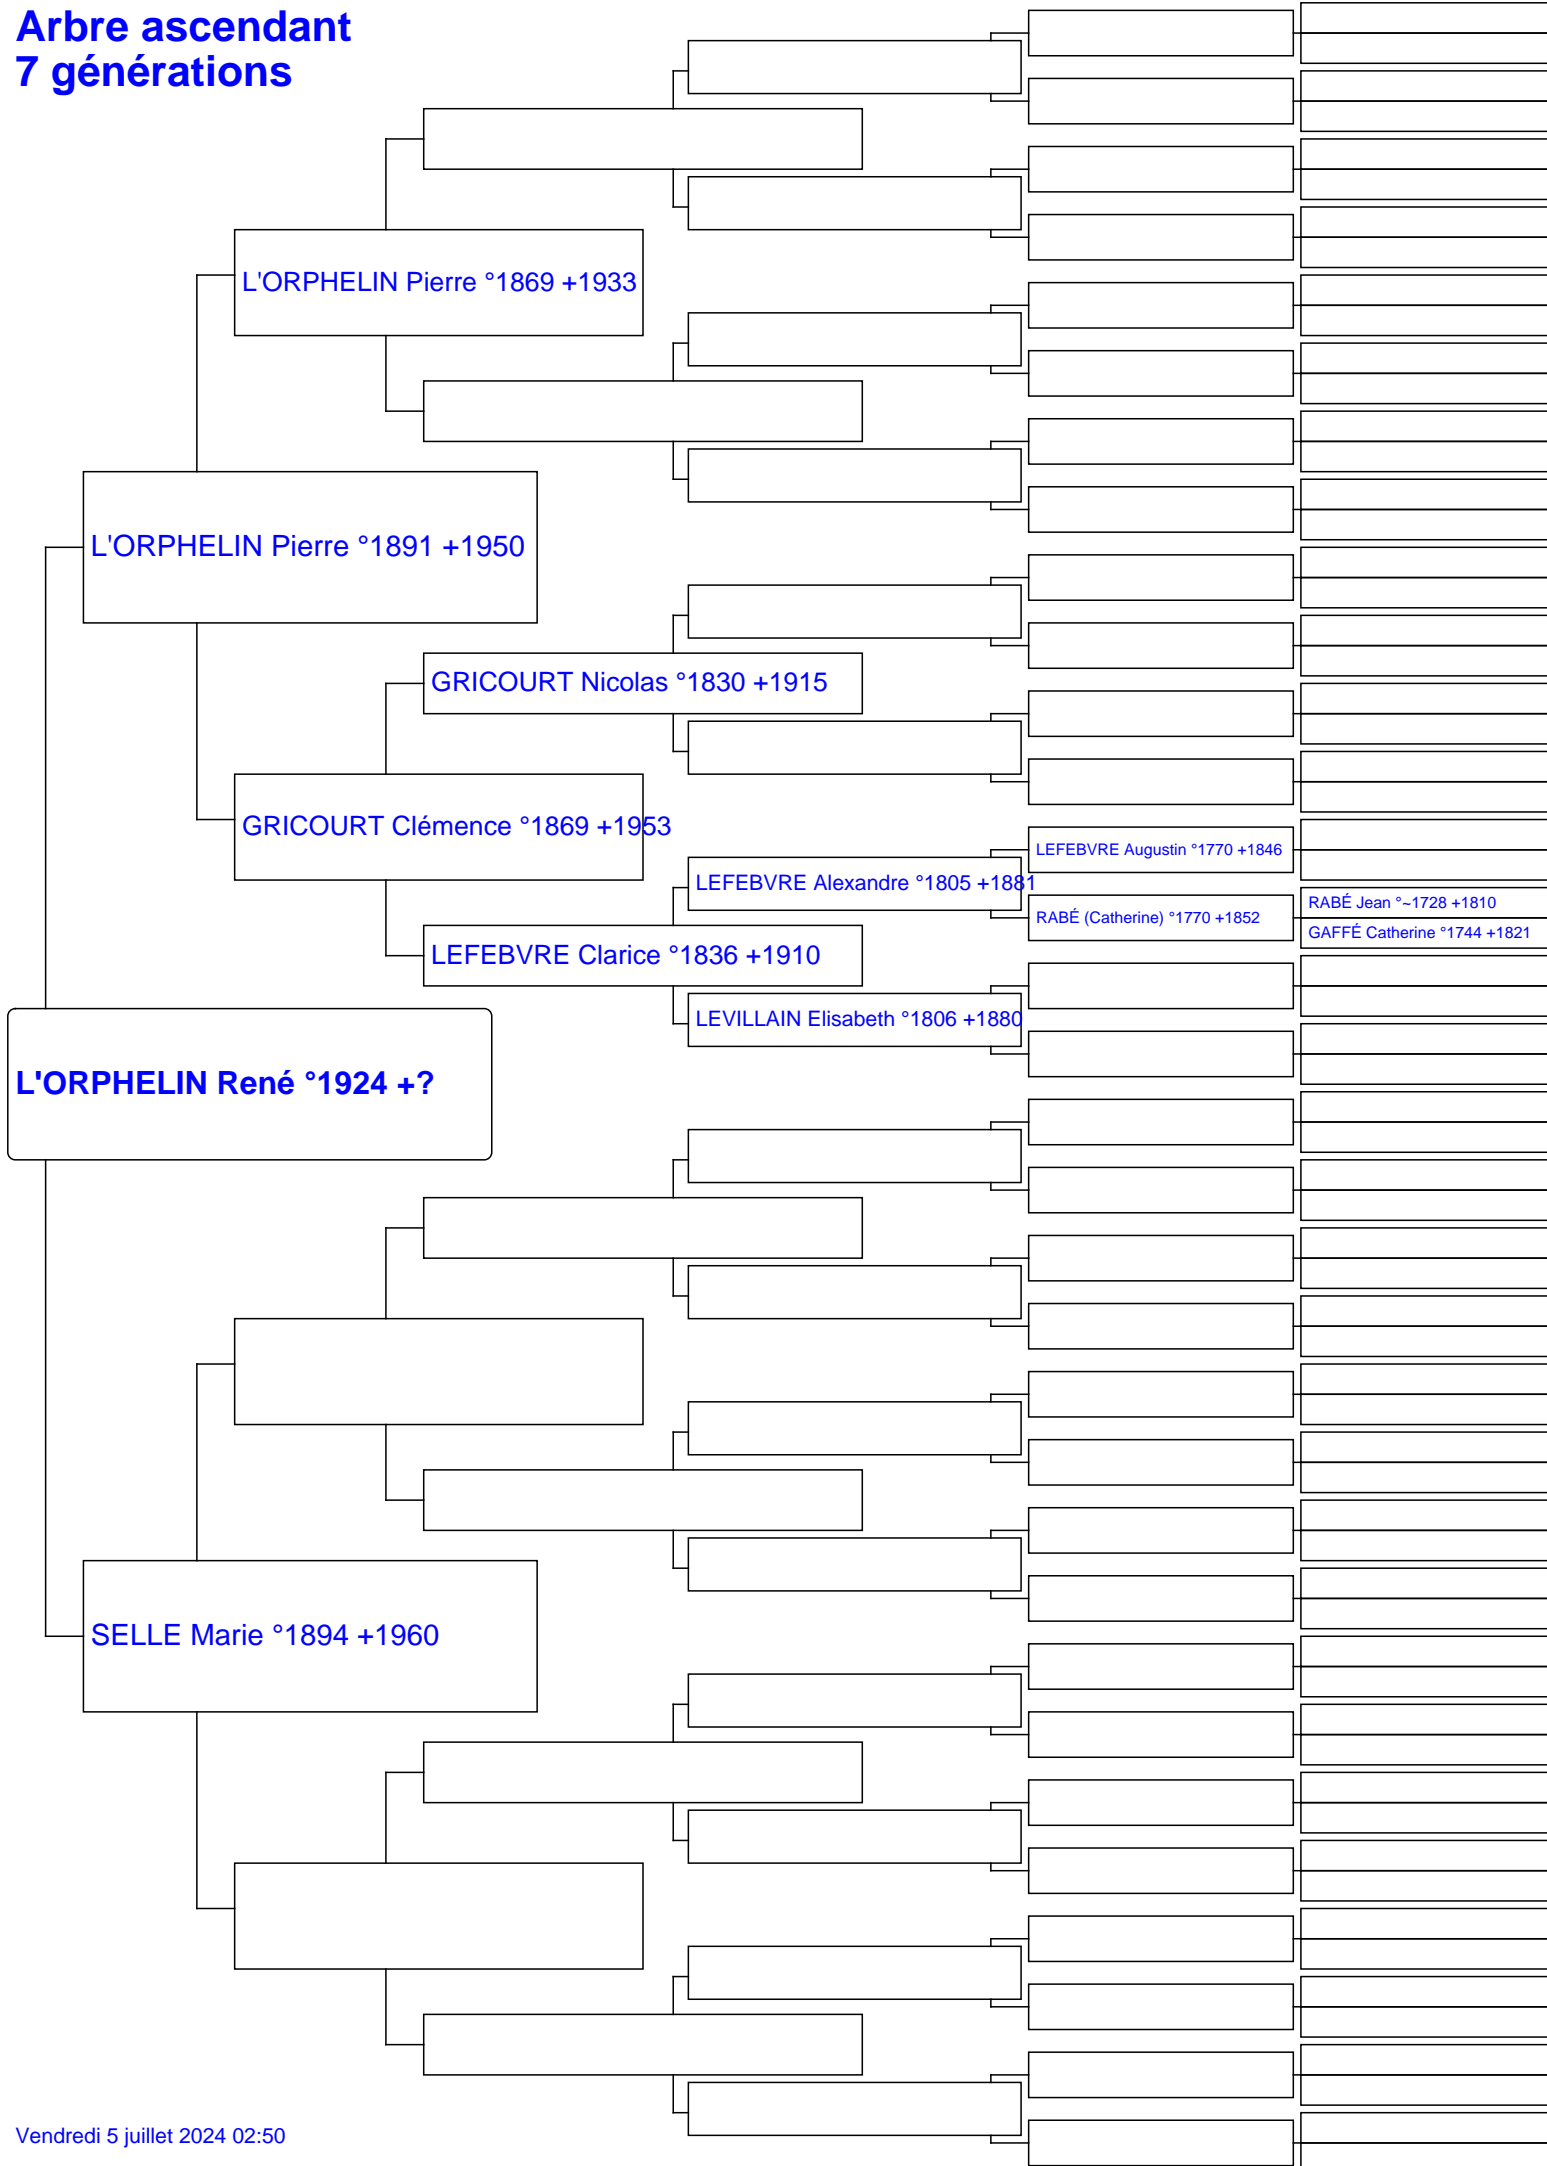 Arbre ascendant
7 générations
L'ORPHELIN Pierre °1869 +1933
L'ORPHELIN Pierre °1891 +1950
GRICOURT Nicolas °1830 +1915
GRICOURT Clémence °1869 +1953
LEFEBVRE Augustin °1770 +1846
LEFEBVRE Alexandre °1805 +1881
RABÉ Jean °~1728 +1810
RABÉ (Catherine) °1770 +1852
GAFFÉ Catherine °1744 +1821
LEFEBVRE Clarice °1836 +1910
LEVILLAIN Elisabeth °1806 +1880
L'ORPHELIN René °1924 +?
SELLE Marie °1894 +1960
Vendredi 5 juillet 2024 02:50